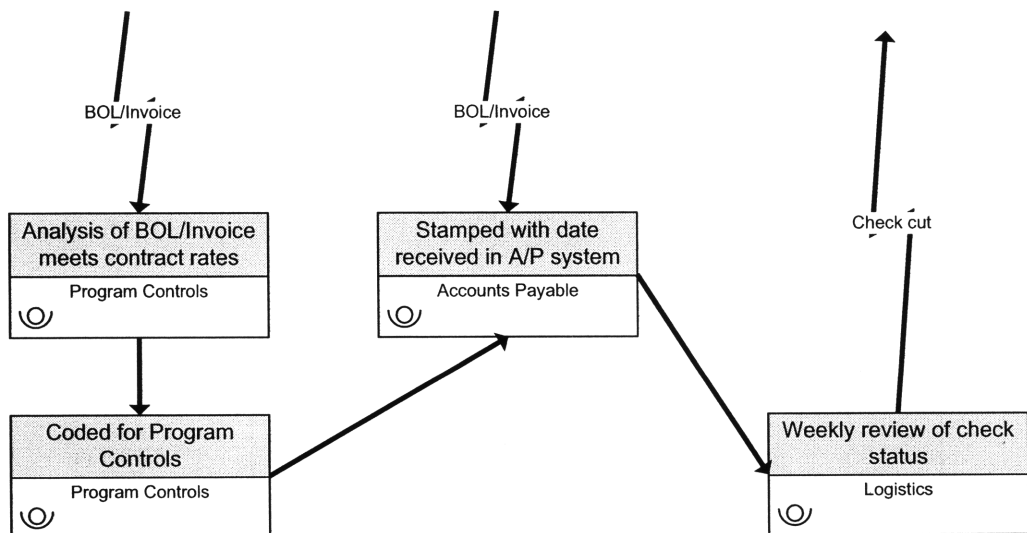 BOL/Invoice
BOL/Invoice
Analysis of BOL/Invoice
meets contract rates
Program Controls
Stamped with date
received in A/P system
Accounts Payable
Check cut
Coded for Program
Controls
Program Controls
Weekly review of check
status
Logistics